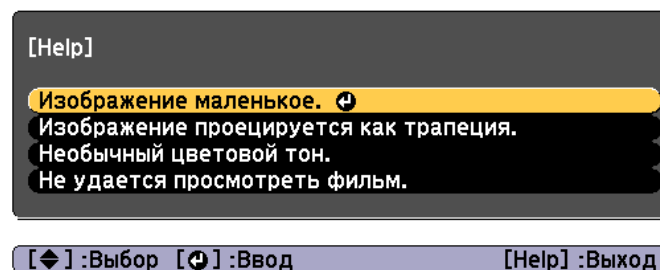 [Help]
Изображение маленькое.
Изображение проецируется как трапеция.
Необычный цветовой тон.
Не удается просмотреть фильм.
[◆] :Выбор [⏎] :Ввод [Help] :Выход